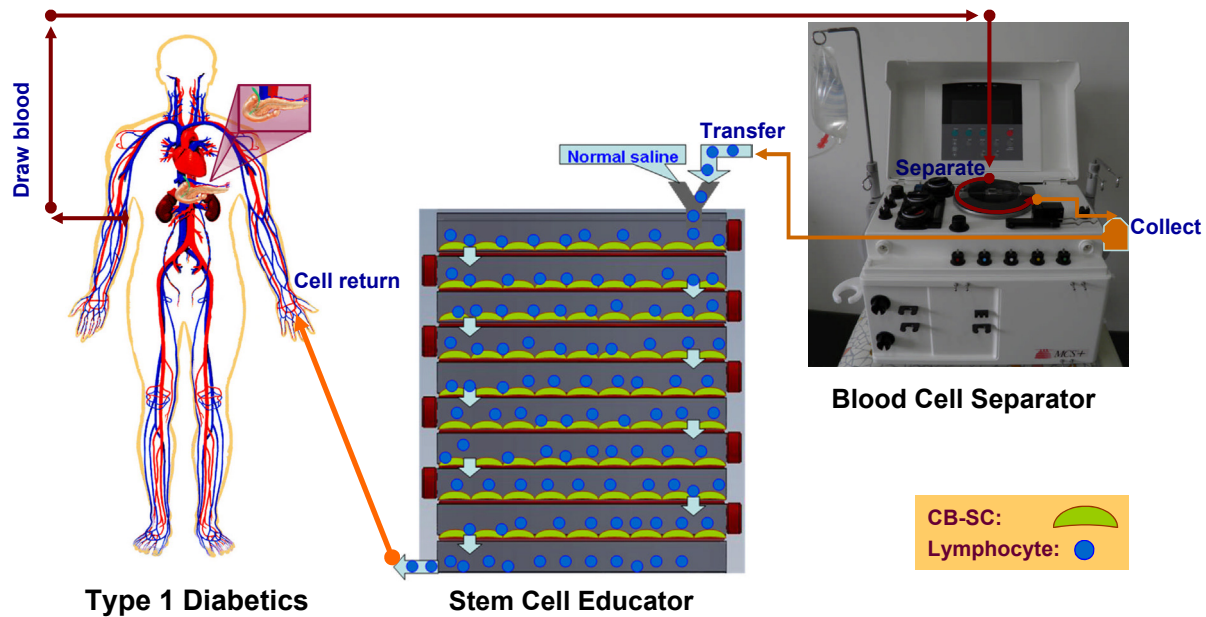 Draw blood
Transfer
Normal saline
Separate
Collect
Cell return
MCS+
Blood Cell Separator
CB-SC:
Lymphocyte:
Type 1 Diabetics
Stem Cell Educator